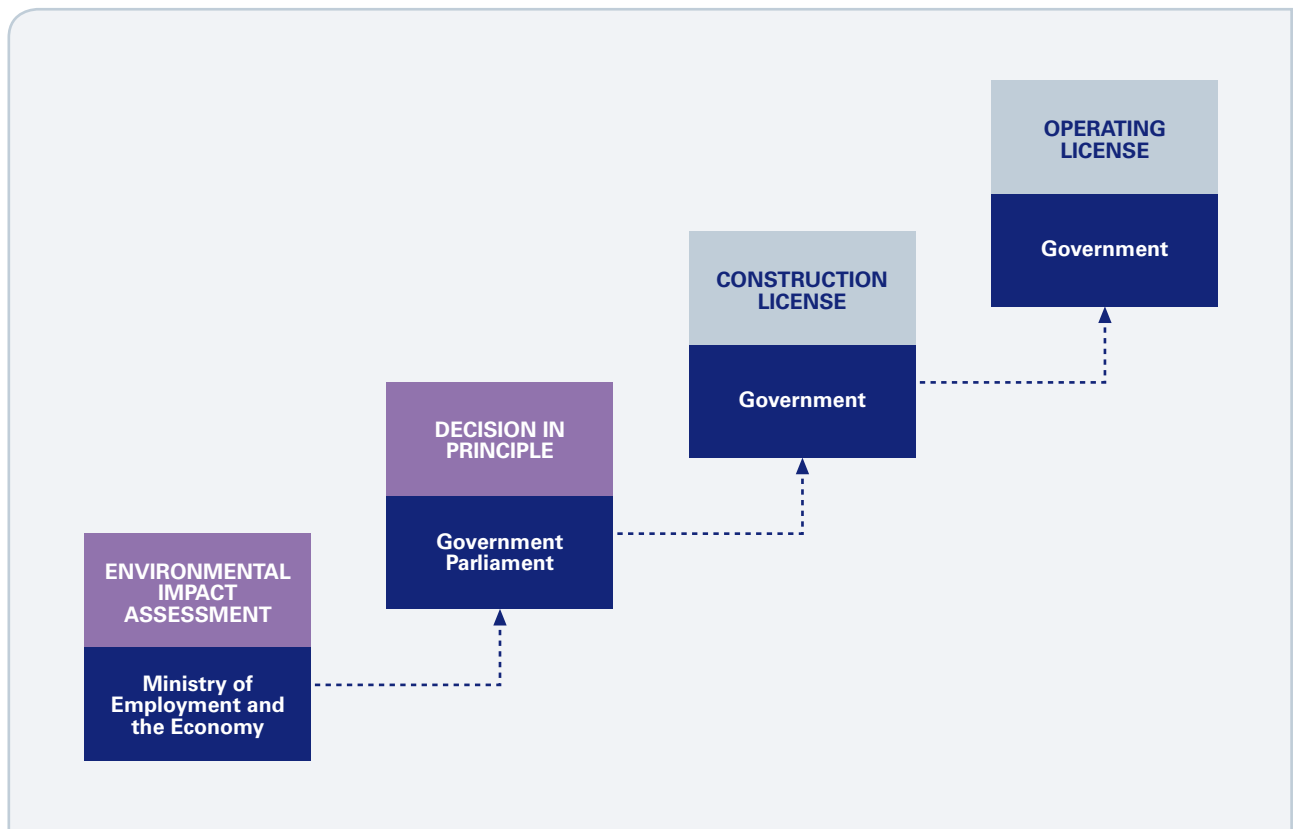 OPERATING
LICENSE
Government
CONSTRUCTION
LICENSE
Government
DECISION IN
PRINCIPLE
Government
Parliament
ENVIRONMENTAL
IMPACT
ASSESSMENT
Ministry of
Employment and
the Economy